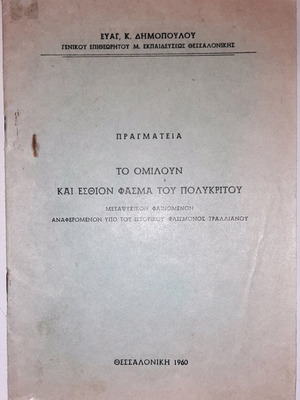 ΕΥΑΓ. Κ. ΔΗΜΟΠΟΥΛΟΥ
ΓΕΝΙΚΟΥ ΕΠΙΘΕΩΡΗΤΟΥ Μ. ΕΚΠΑΙΔΕΥΣΕΩΣ ΘΕΣΣΑΛΟΝΙΚΗΣ
ΠΡΑΓΜΑΤΕΙΑ
ΤΟ ΟΜΙΛΟΥΝ
ΚΑΙ ΕΣΘΙΟΝ ΦΑΣΜΑ ΤΟΥ ΠΟΛΥΚΡΙΤΟΥ
ΜΕΤΑΨΥΧΙΚΟΝ ΦΑΙΝΟΜΕΝΟΝ
ΑΝΑΦΕΡΟΜΕΝΟΝ ΥΠΟ ΤΟΥ ΙΣΤΟΡΙΚΟΥ ΦΛΕΓΜΟΝΟΣ ΤΡΑΛΛΙΑΝΟΥ
ΘΕΣΣΑΛΟΝΙΚΗ 1960